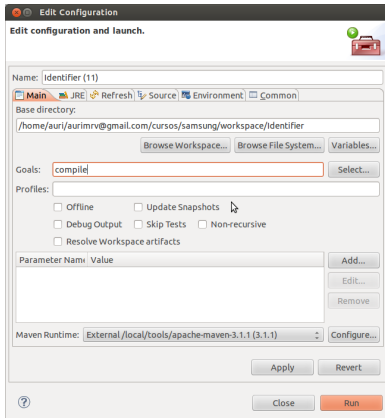 Edit Configuration
Edit configuration and launch.
Name: Identifier (11)
Main JRE Refresh Source Environment Common
Base directory:
/home/auri/aurimrv@gmail.com/cursos/samsung/workspace/Identifier
Browse Workspace... Browse File System... Variables...
Goals: compile Select...
Profiles:
Offline Update Snapshots
Debug Output Skip Tests Non-recursive
Resolve Workspace artifacts
Parameter Name Value Add...
Edit...
Remove
Maven Runtime: External /local/tools/apache-maven-3.1.1 (3.1.1) Configure...
Apply Revert
? Close Run